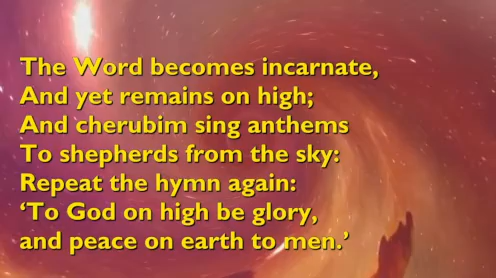 The Word becomes incarnate,
And yet remains on high;
And cherubim sing anthems
To shepherds from the sky:
Repeat the hymn again:
‘To God on high be glory,
and peace on earth to men.’